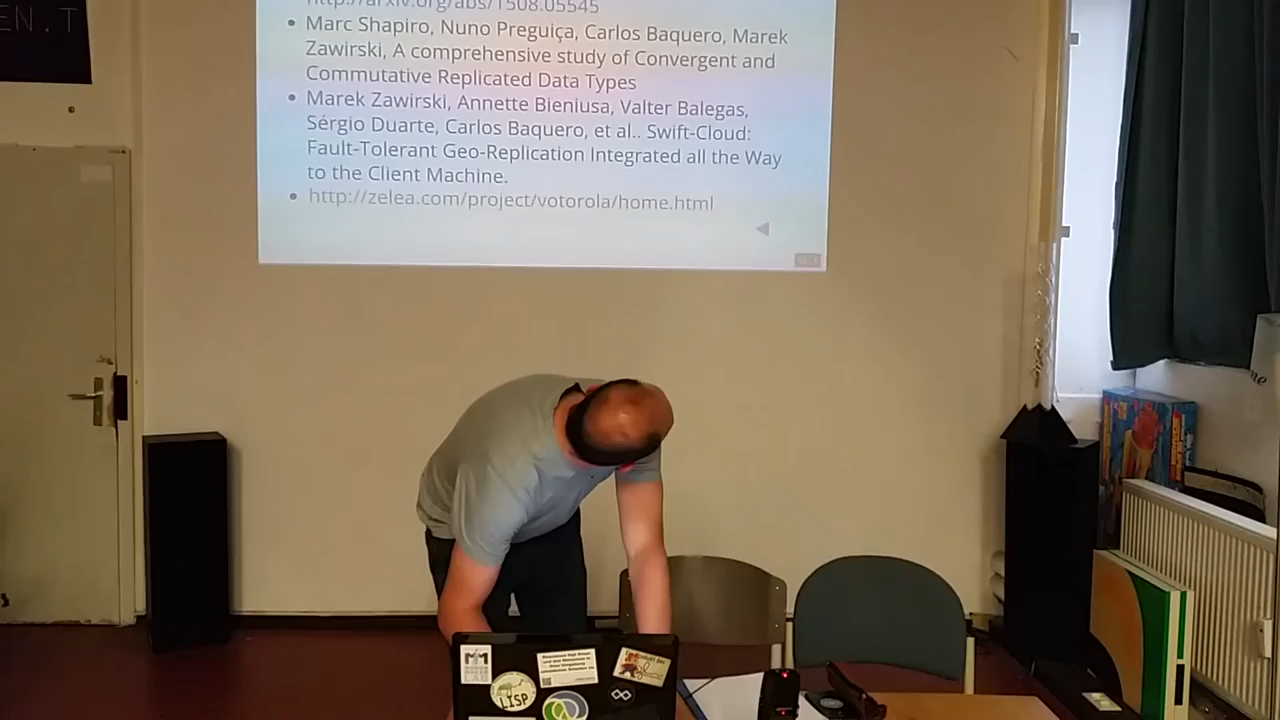 EN.T
http://arxiv.org/abs/1508.05545
Marc Shapiro, Nuno Preguiça, Carlos Baquero, Marek
Zawirski, A comprehensive study of Convergent and
Commutative Replicated Data Types
Marek Zawirski, Annette Bieniusa, Valter Balegas,
Sérgio Duarte, Carlos Baquero, et al.. Swift-Cloud:
Fault-Tolerant Geo-Replication Integrated all the Way
to the Client Machine.
http://zelea.com/project/votorola/home.html
LISP